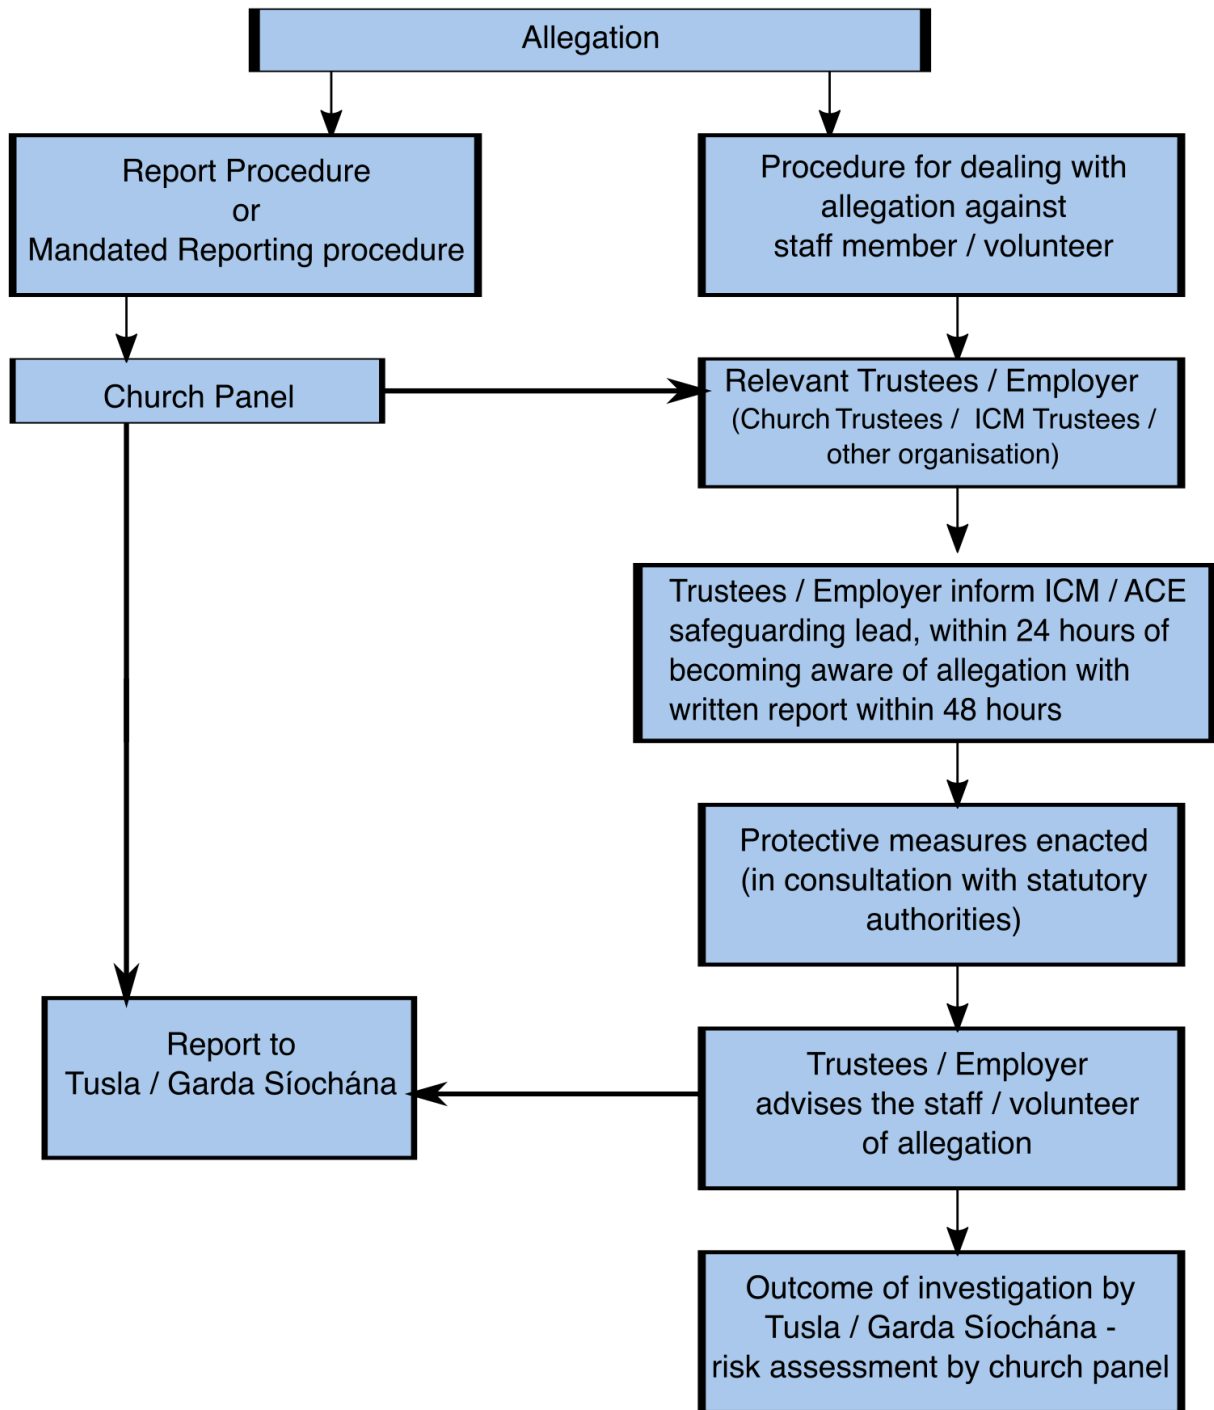 Allegation
Report Procedure
or
Mandated Reporting procedure
Procedure for dealing with
allegation against
staff member / volunteer
Church Panel
Relevant Trustees / Employer
(Church Trustees / ICM Trustees /
other organisation)
Trustees / Employer inform ICM / ACE
safeguarding lead, within 24 hours of
becoming aware of allegation with
written report within 48 hours
Protective measures enacted
(in consultation with statutory
authorities)
Report to
Tusla / Garda Síochána
Trustees / Employer
advises the staff / volunteer
of allegation
Outcome of investigation by
Tusla / Garda Síochána -
risk assessment by church panel